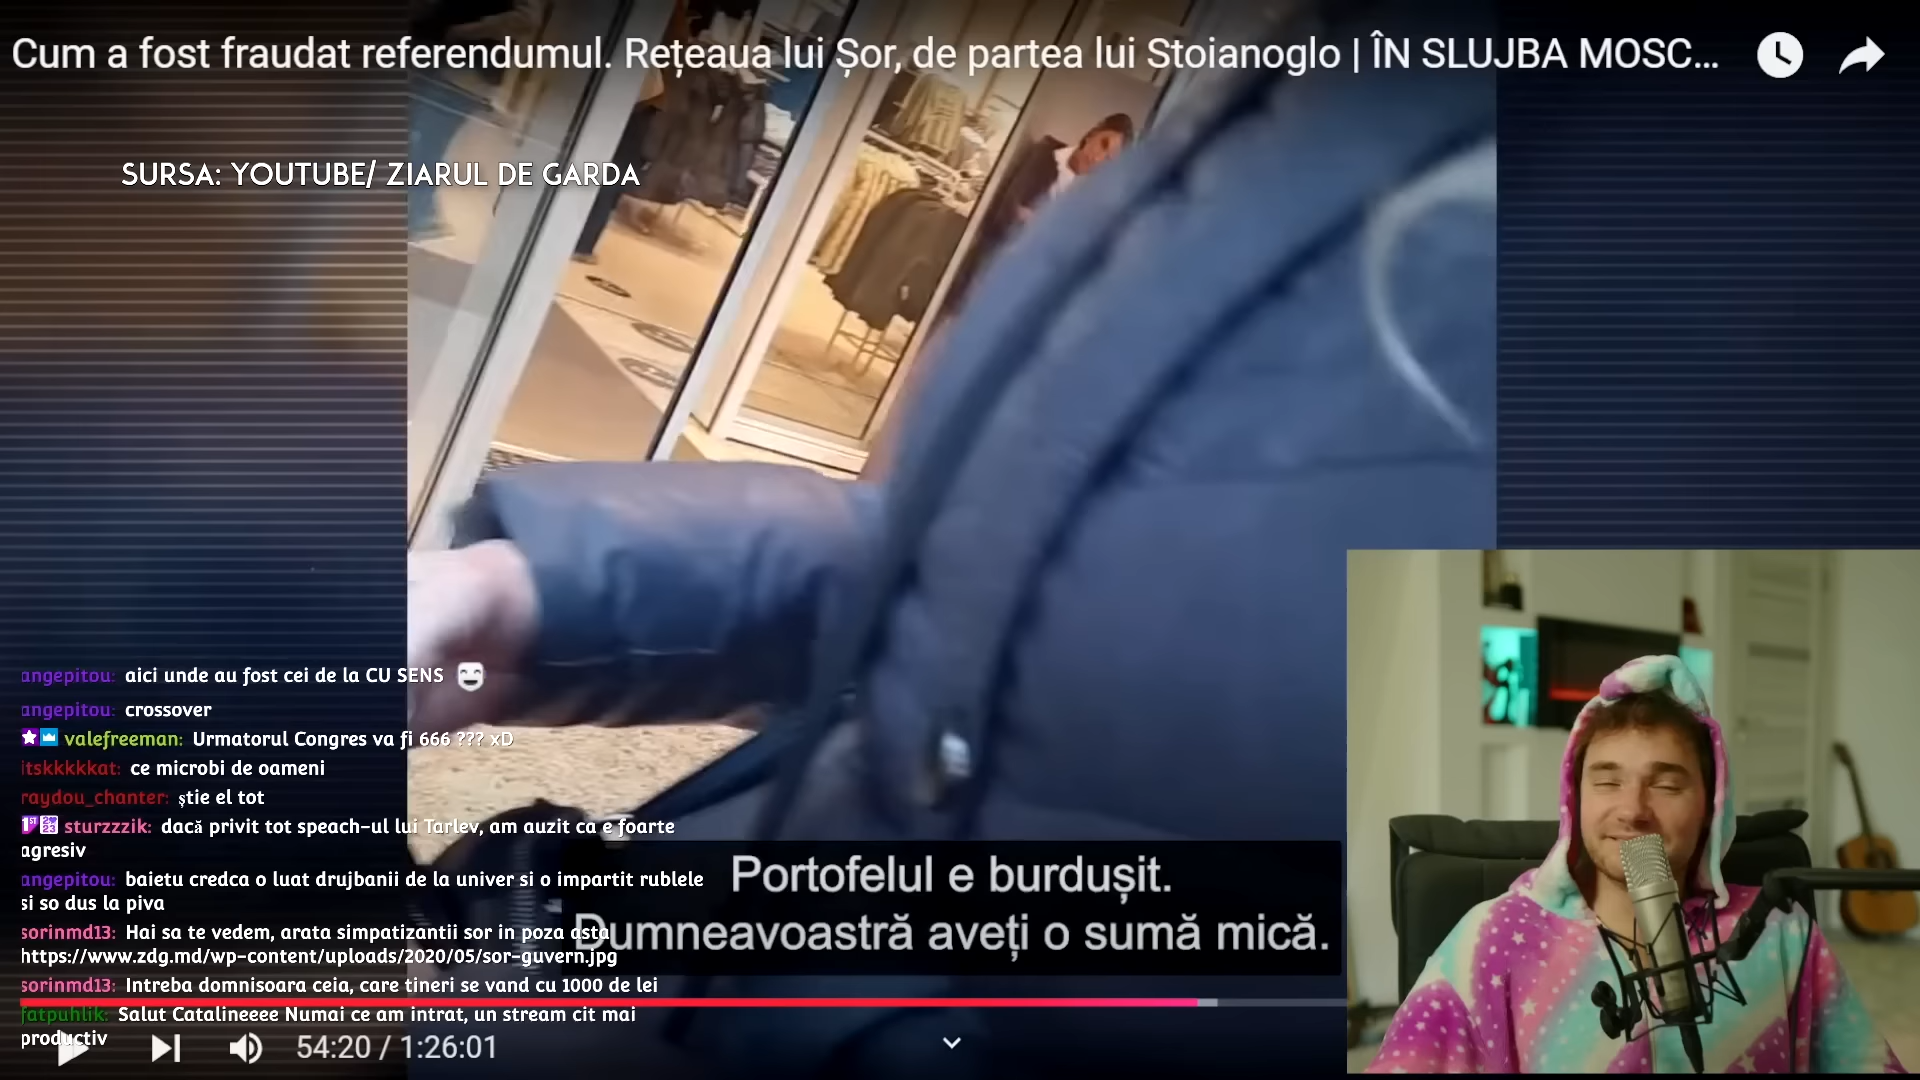 Cum a fost fraudat referendumul. Rețeaua lui Șor, de partea lui Stoianoglo | ÎN SLUJBA MOSC...
SURSA: YOUTUBE/ ZIARUL DE GARDA
angepitou: aici unde au fost cei de la CU SENS
angepitou: crossover
valefreeman: Urmatorul Congres va fi 666 ??? xD
itskkkkkat: ce microbi de oameni
raydou_chanter: știe el tot
sturzzzik: dacă privit tot speach-ul lui Tarlev, am auzit ca e foarte
agresiv
angepitou: baietu credca o luat drujbanii de la univer si o impartit rublele
si so dus la piva
sorinmd13: Hai sa te vedem, arata simpatizantii sor in poza asta
https://www.zdg.md/wp-content/uploads/2020/05/sor-guvern.jpg
sorinmd13: Intreba domnisoara ceia, care tineri se vand cu 1000 de lei
fatpuhlik: Salut Catalineeee Numai ce am intrat, un stream cit mai
productiv
Portofelul e burdușit.
Dumneavoastră aveți o sumă mică.
54:20 / 1:26:01